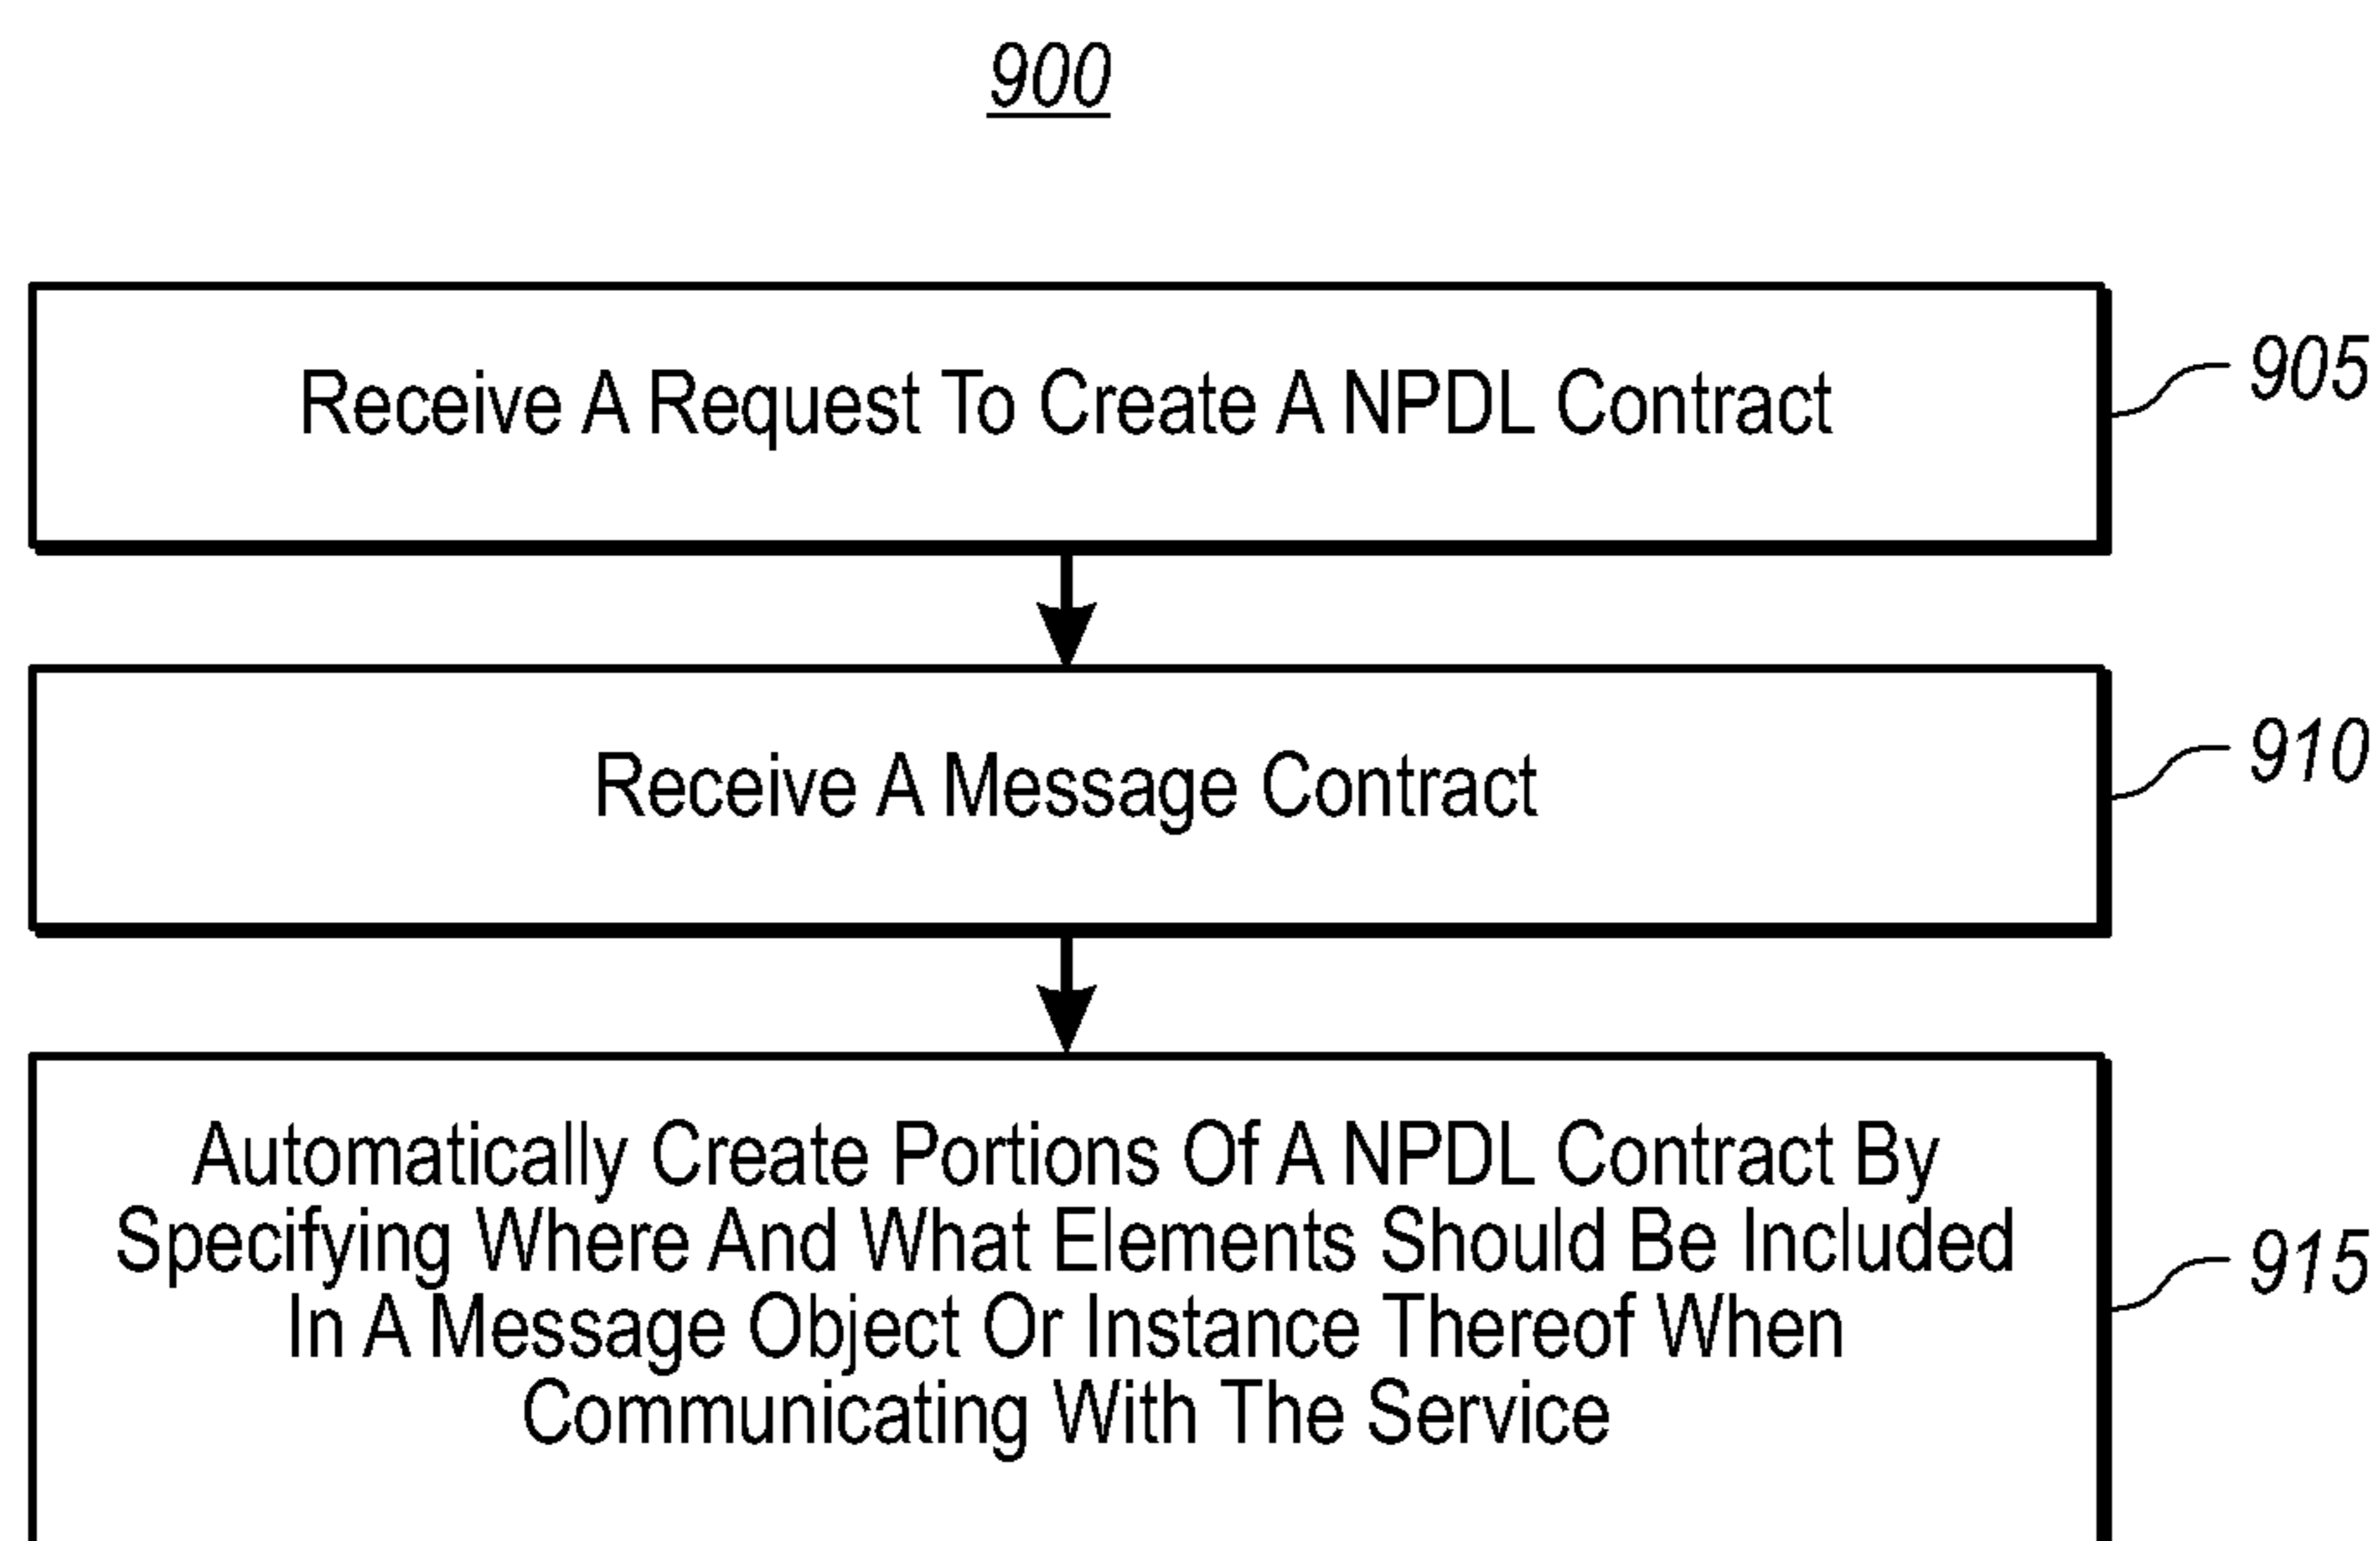 900
Receive A Request To Create A NPDL Contract
905
Receive A Message Contract
910
Automatically Create Portions Of A NPDL Contract By
Specifying Where And What Elements Should Be Included
In A Message Object Or Instance Thereof When
Communicating With The Service
915